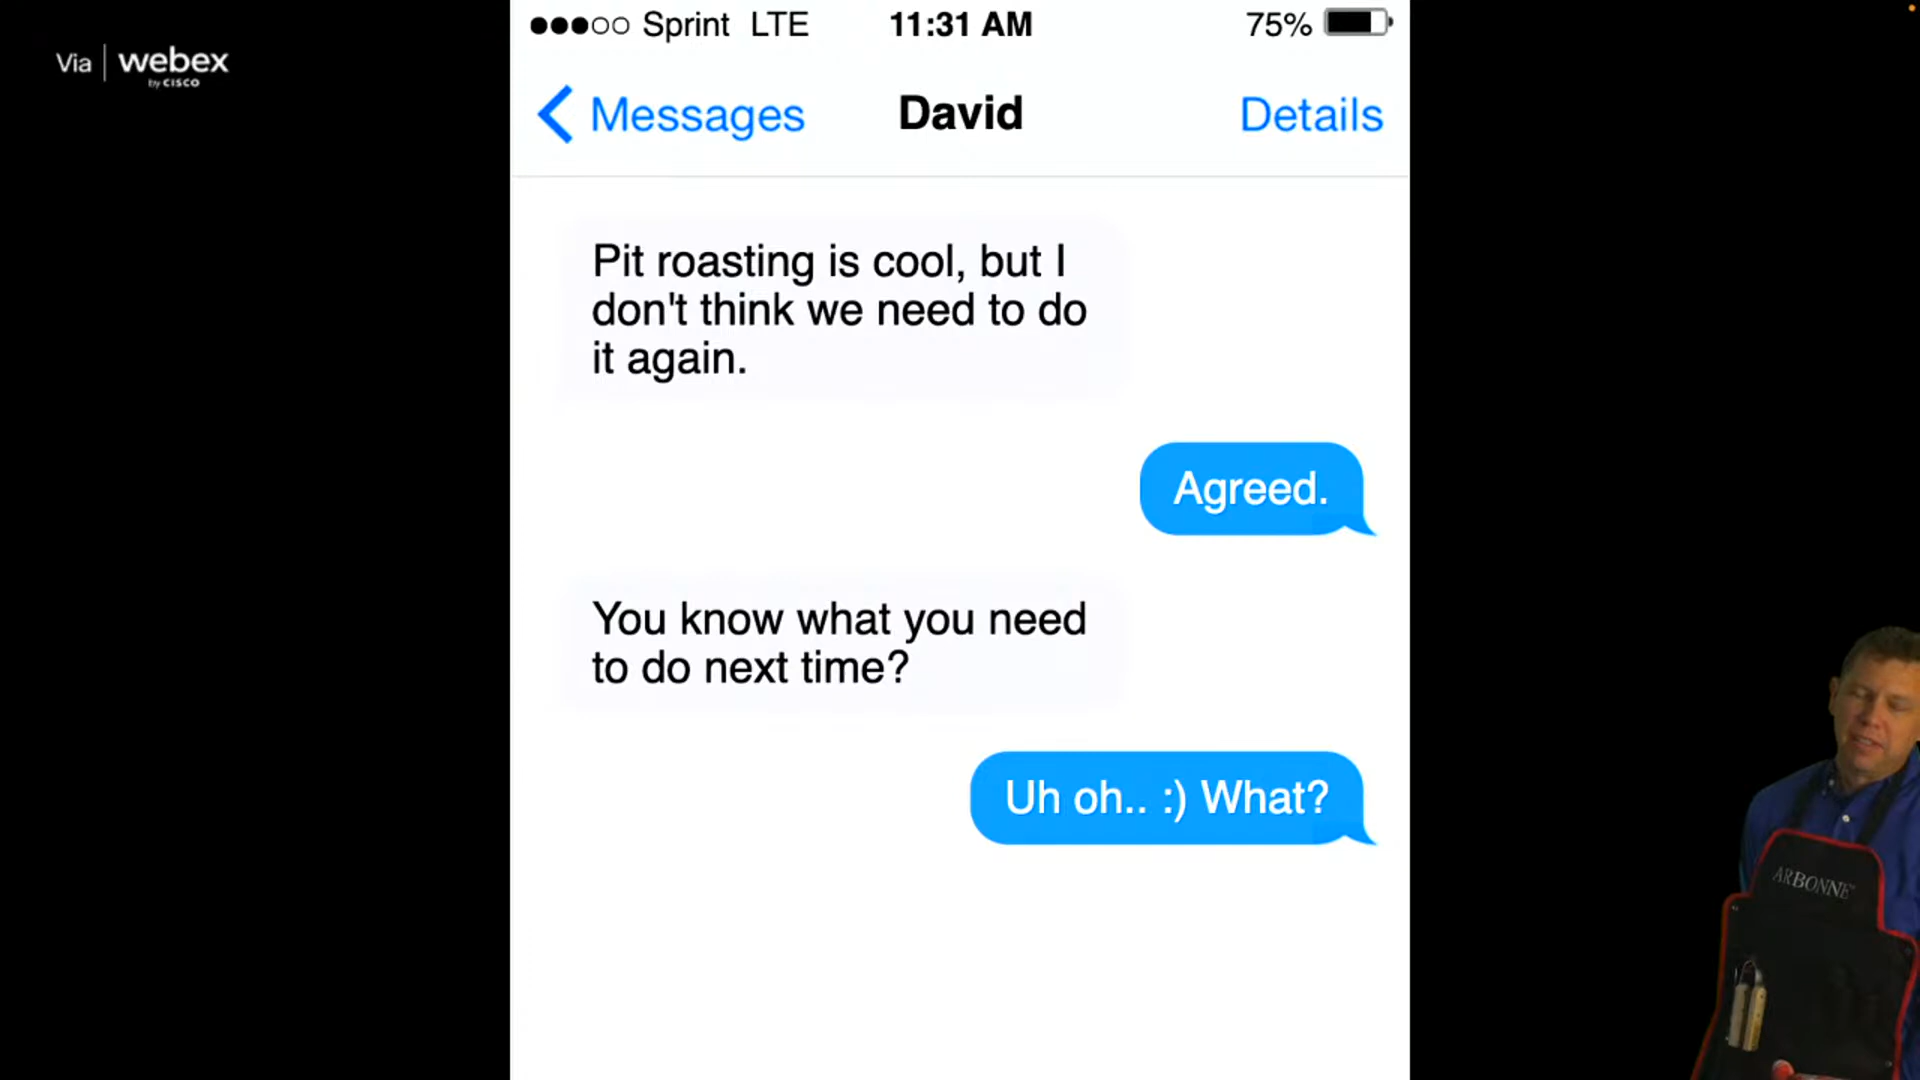 Via webex
by CISCO
Sprint LTE 11:31 AM 75%
Messages David Details
Pit roasting is cool, but I
don't think we need to do
it again.
Agreed.
You know what you need
to do next time?
Uh oh.. :) What?
ARBONNE